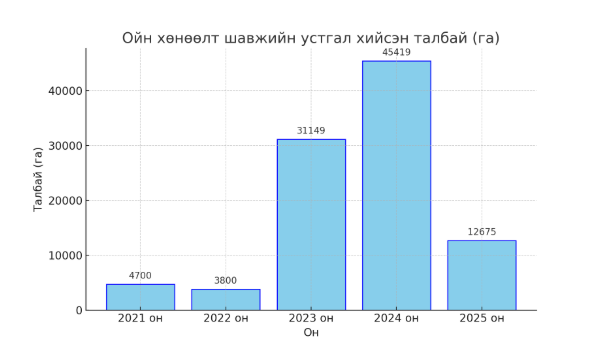 Ойн хөнөөлт шавжийн устгал хийсэн талбай (га)
45419
40000
31149
30000
Талбай (га)
20000
12675
10000
4700
3800
0
2021 он 2022 он 2023 он 2024 он 2025 он
Он